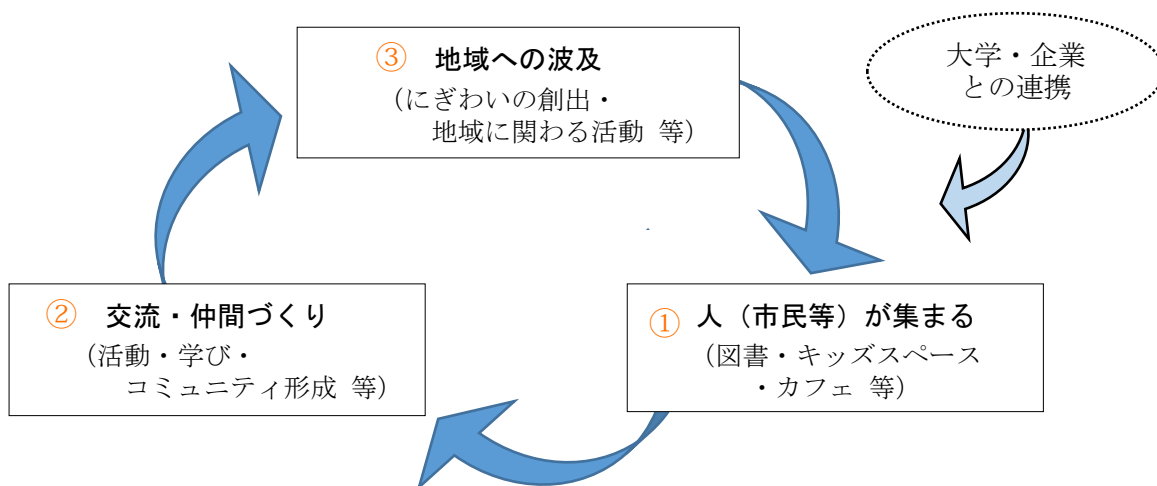 ③ 地域への波及
（にぎわいの創出・
地域に関わる活動 等）
大学・企業
との連携
② 交流・仲間づくり
（活動・学び・
コミュニティ形成 等）
① 人（市民等）が集まる
（図書・キッズスペース
・カフェ 等）